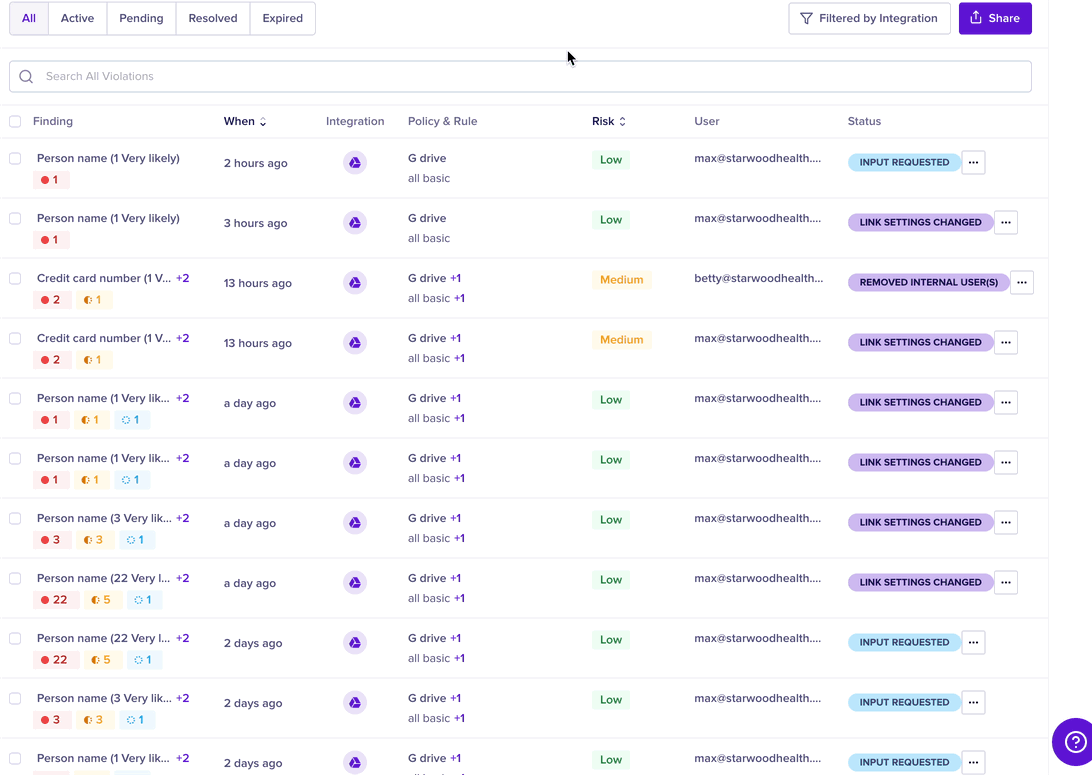 All Active Pending Resolved Expired Filtered by Integration Share
Search All Violations
Finding When Integration Policy & Rule Risk User Status
Person name (1 Very likely) 2 hours ago G drive Low max@starwoodhealth.... INPUT REQUESTED ...
1 all basic
Person name (1 Very likely) 3 hours ago G drive Low max@starwoodhealth.... LINK SETTINGS CHANGED ...
1 all basic
Credit card number (1 V... +2 13 hours ago G drive +1 Medium betty@starwoodhealth... REMOVED INTERNAL USER(S) ...
2 1 all basic +1
Credit card number (1 V... +2 13 hours ago G drive +1 Medium max@starwoodhealth.... LINK SETTINGS CHANGED ...
2 1 all basic +1
Person name (1 Very lik... +2 a day ago G drive +1 Low max@starwoodhealth.... LINK SETTINGS CHANGED ...
1 1 1 all basic +1
Person name (1 Very lik... +2 a day ago G drive +1 Low max@starwoodhealth.... LINK SETTINGS CHANGED ...
1 1 1 all basic +1
Person name (3 Very lik... +2 a day ago G drive +1 Low max@starwoodhealth.... LINK SETTINGS CHANGED ...
3 3 1 all basic +1
Person name (22 Very l... +2 a day ago G drive +1 Low max@starwoodhealth.... LINK SETTINGS CHANGED ...
22 5 1 all basic +1
Person name (22 Very l... +2 2 days ago G drive +1 Low max@starwoodhealth.... INPUT REQUESTED ...
22 5 1 all basic +1
Person name (3 Very lik... +2 2 days ago G drive +1 Low max@starwoodhealth.... INPUT REQUESTED ...
3 3 1 all basic +1
Person name (1 Very lik... +2 2 days ago G drive +1 Low max@starwoodhealth.... INPUT REQUESTED ...